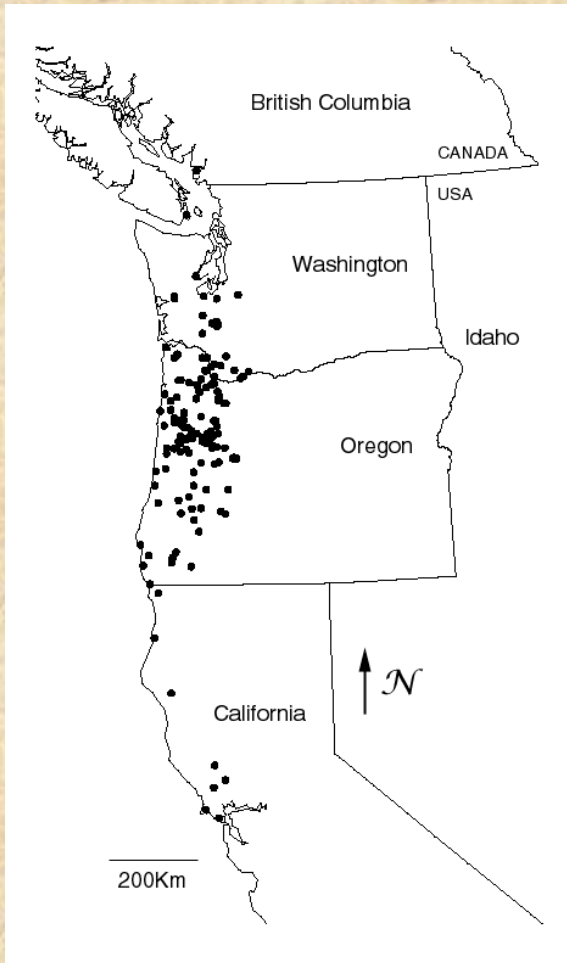 British Columbia
CANADA
USA
Washington
Idaho
Oregon
N
California
200Km